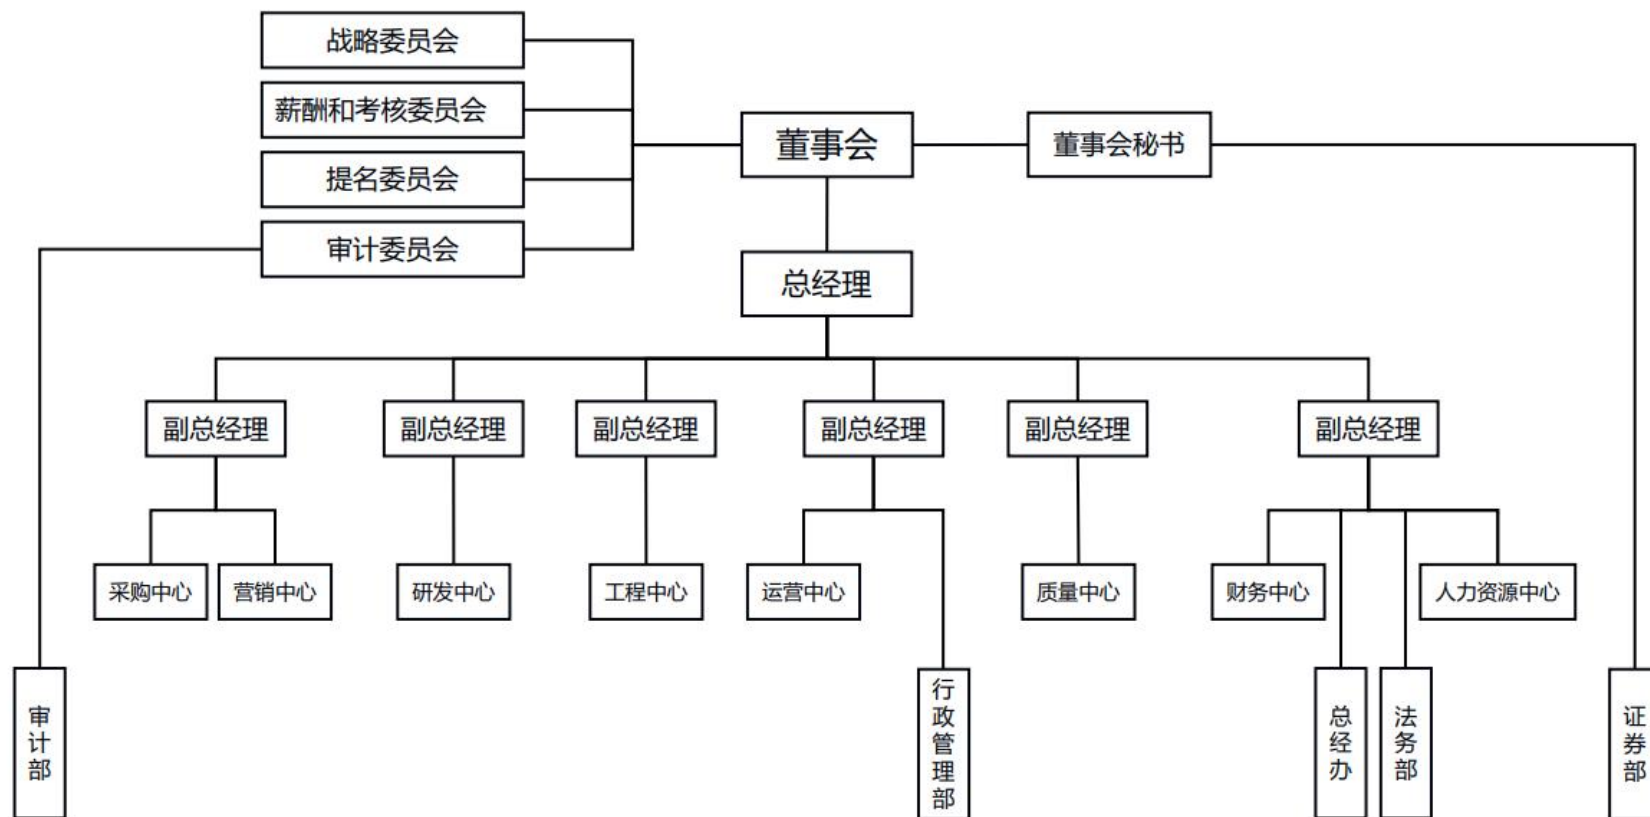 战略委员会
薪酬和考核委员会
董事会
董事会秘书
提名委员会
审计委员会
总经理
副总经理
副总经理
副总经理
副总经理
副总经理
副总经理
采购中心
营销中心
研发中心
工程中心
运营中心
质量中心
财务中心
人力资源中心
审计部
行政管理部
总经办
法务部
证券部